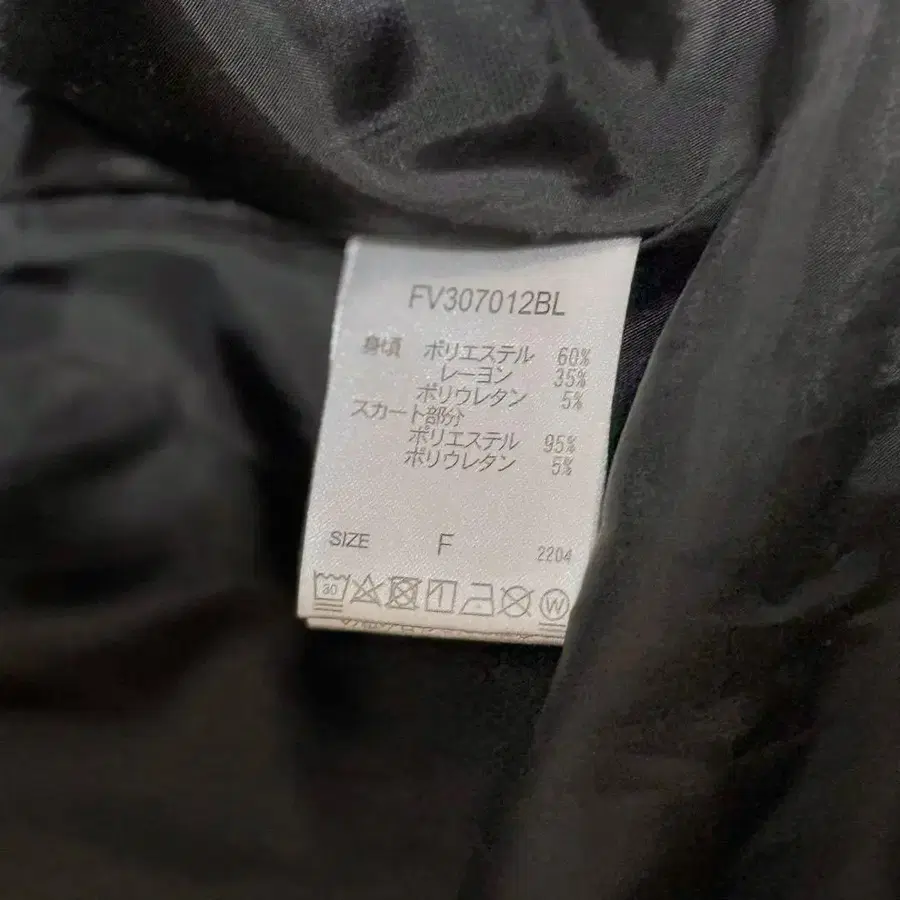 FV307012BL
身頃 ポリエステル 60%
レーヨン 35%
ポリウレタン 5%
スカート部分
ポリエステル 95%
ポリウレタン 5%
SIZE F 2204
30 W